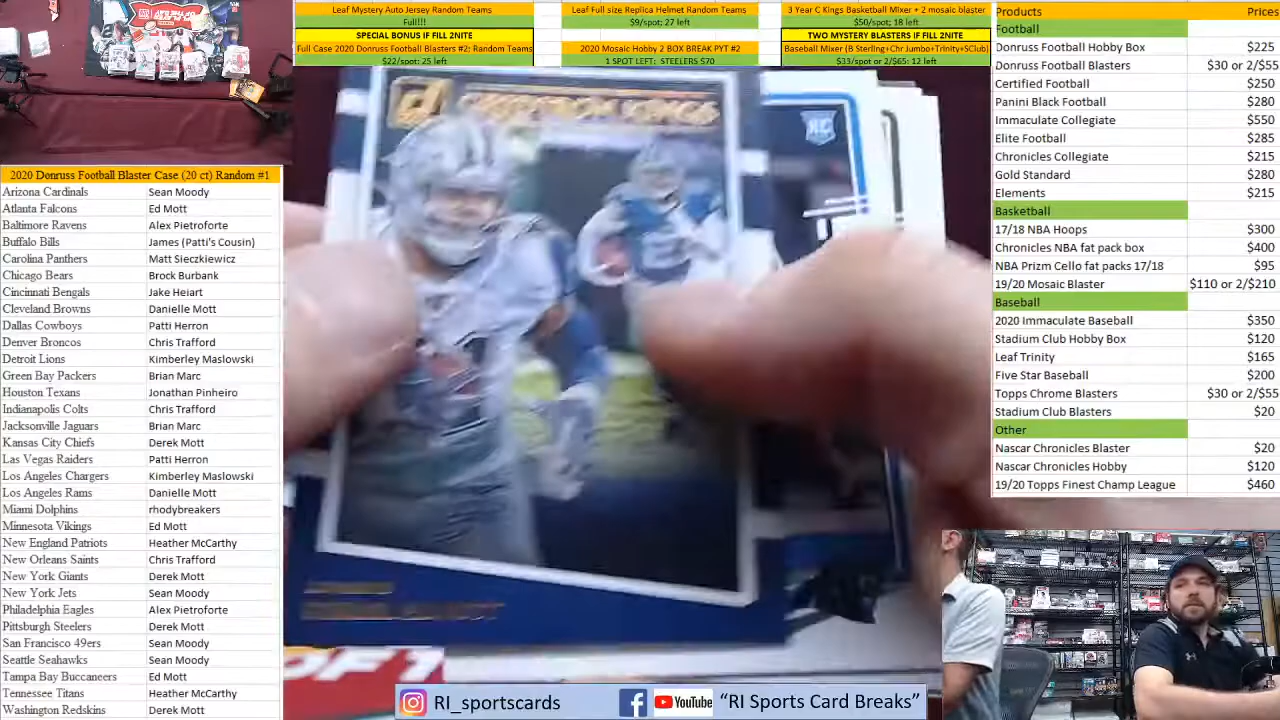 Leaf Mystery Auto Jersey Random Teams
Full!!!
SPECIAL BONUS IF FILL 2NITE
Full Case 2020 Donruss Football Blasters #2; Random Teams
$22/spot: 25 left
Leaf Full size Replica Helmet Random Teams
$9/spot; 27 left
2020 Mosaic Hobby 2 BOX BREAK PYT #2
1 SPOT LEFT: STEELERS $70
3 Year C Kings Basketball Mixer + 2 mosaic blaster
$50/spot; 18 left
TWO MYSTERY BLASTERS IF FILL 2NITE
Baseball Mixer (B Sterling+Chr Jumbo+Trinity+SClub)
$33/spot or 2/$65: 12 left
Products Prices
Football
Donruss Football Hobby Box $225
Donruss Football Blasters $30 or 2/$55
Certified Football $250
Panini Black Football $280
Immaculate Collegiate $550
Elite Football $285
Chronicles Collegiate $215
Gold Standard $280
Elements $215
Basketball
17/18 NBA Hoops $300
Chronicles NBA fat pack box $400
NBA Prizm Cello fat packs 17/18 $95
19/20 Mosaic Blaster $110 or 2/$210
Baseball
2020 Immaculate Baseball $350
Stadium Club Hobby Box $120
Leaf Trinity $165
Five Star Baseball $200
Topps Chrome Blasters $30 or 2/$55
Stadium Club Blasters $20
Other
Nascar Chronicles Blaster $20
Nascar Chronicles Hobby $120
19/20 Topps Finest Champ League $460
2020 Donruss Football Blaster Case (20 ct) Random #1
Arizona Cardinals Sean Moody
Atlanta Falcons Ed Mott
Baltimore Ravens Alex Pietroforte
Buffalo Bills James (Patti's Cousin)
Carolina Panthers Matt Sieczkiewicz
Chicago Bears Brock Burbank
Cincinnati Bengals Jake Heiart
Cleveland Browns Danielle Mott
Dallas Cowboys Patti Herron
Denver Broncos Chris Trafford
Detroit Lions Kimberley Maslowski
Green Bay Packers Brian Marc
Houston Texans Jonathan Pinheiro
Indianapolis Colts Chris Trafford
Jacksonville Jaguars Brian Marc
Kansas City Chiefs Derek Mott
Las Vegas Raiders Patti Herron
Los Angeles Chargers Kimberley Maslowski
Los Angeles Rams Danielle Mott
Miami Dolphins rhodybreakers
Minnesota Vikings Ed Mott
New England Patriots Heather McCarthy
New Orleans Saints Chris Trafford
New York Giants Derek Mott
New York Jets Sean Moody
Philadelphia Eagles Alex Pietroforte
Pittsburgh Steelers Derek Mott
San Francisco 49ers Sean Moody
Seattle Seahawks Sean Moody
Tampa Bay Buccaneers Ed Mott
Tennessee Titans Heather McCarthy
Washington Redskins Derek Mott
GRIDIRON KINGS
RC
RI_sportscards
YouTube "RI Sports Card Breaks"